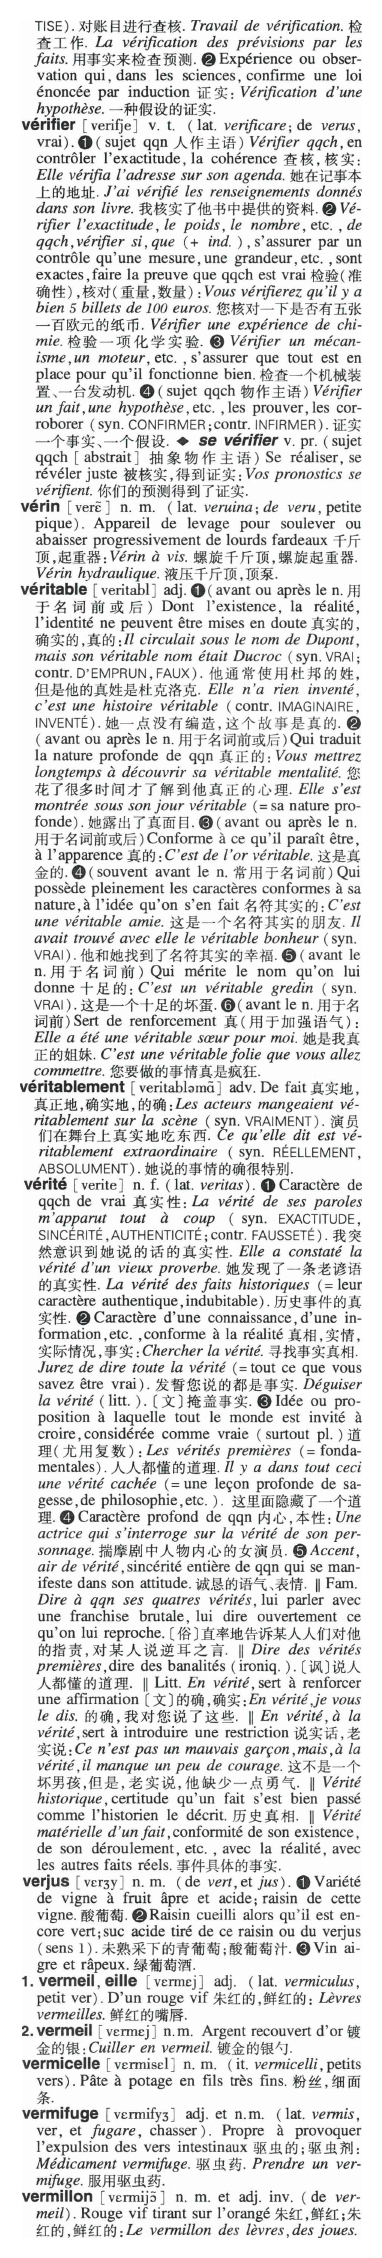 TISE). 对账目进行查核. Travail de vérification. 检
查工作. La vérification des prévisions par les
faits. 用事实来检查预测. ❷ Expérience ou obser-
vation qui, dans les sciences, confirme une loi
énoncée par induction 证实: Vérification d'une
hypothèse. 一种假设的证实.
vérifier [verifje] v. t. (lat. verificare; de verus,
vrai). ❶ (sujet qqn 人作主语) Vérifier qqch, en
contrôler l'exactitude, la cohérence 查核, 核实:
Elle vérifia l'adresse sur son agenda. 她在记事本
上的地址. J'ai vérifié les renseignements donnés
dans son livre. 我核实了他书中提供的资料. ❷ Vé-
rifier l'exactitude, le poids, le nombre, etc. , de
qqch, vérifier si, que (+ ind. ), s'assurer par un
contrôle qu'une mesure, une grandeur, etc. , sont
exactes, faire la preuve que qqch est vrai 检验(准
确性), 核对(重量, 数量): Vous vérifierez qu'il y a
bien 5 billets de 100 euros. 您核对一下是否有五张
一百欧元的纸币. Vérifier une expérience de chi-
mie. 检验一项化学实验. ❸ Vérifier un mécan-
isme, un moteur, etc. , s'assurer que tout est en
place pour qu'il fonctionne bien. 检查一个机械装
置、一台发动机. ❹ (sujet qqch 物作主语) Vérifier
un fait, une hypothèse, etc. , les prouver, les cor-
roborer (syn. CONFIRMER; contr. INFIRMER). 证实
一个事实、一个假设. ◆ se vérifier v. pr. (sujet
qqch [abstrait] 抽象物作主语) Se réaliser, se
révéler juste 被核实, 得到证实: Vos pronostics se
vérifient. 你们的预测得到了证实.
vérin [verɛ̃] n. m. (lat. veruina; de veru, petite
pique). Appareil de levage pour soulever ou
abaisser progressivement de lourds fardeaux 千斤
顶, 起重器: Vérin à vis. 螺旋千斤顶, 螺旋起重器.
Vérin hydraulique. 液压千斤顶, 顶泵.
véritable [veritabl] adj. ❶ (avant ou après le n. 用
于名词前或后) Dont l'existence, la réalité,
l'identité ne peuvent être mises en doute 真实的,
确实的, 真的: Il circulait sous le nom de Dupont,
mais son véritable nom était Ducroc (syn. VRAI;
contr. D'EMPRUN, FAUX). 他通常使用杜邦的姓,
但是他的真姓是杜克洛克. Elle n'a rien inventé,
c'est une histoire véritable (contr. IMAGINAIRE,
INVENTÉ). 她一点没有编造, 这个故事是真的. ❷
(avant ou après le n. 用于名词前或后) Qui traduit
la nature profonde de qqn 真正的: Vous mettrez
longtemps à découvrir sa véritable mentalité. 您
花了很多时间才了解到他真正的心理. Elle s'est
montrée sous son jour véritable (= sa nature pro-
fonde). 她露出了真面目. ❸ (avant ou après le n.
用于名词前或后) Conforme à ce qu'il paraît être,
à l'apparence 真的: C'est de l'or véritable. 这是真
金的. ❹ (souvent avant le n. 常用于名词前) Qui
possède pleinement les caractères conformes à sa
nature, à l'idée qu'on s'en fait 名符其实的: C'est
une véritable amie. 这是一个名符其实的朋友. Il
avait trouvé avec elle le véritable bonheur (syn.
VRAI). 他和她找到了名符其实的幸福. ❺ (avant le
n. 用于名词前) Qui mérite le nom qu'on lui
donne 十足的: C'est un véritable gredin (syn.
VRAI). 这是一个十足的坏蛋. ❻ (avant le n. 用于名
词前) Sert de renforcement 真(用于加强语气):
Elle a été une véritable sœur pour moi. 她是我真
正的姐妹. C'est une véritable folie que vous allez
commettre. 您要做的事情真是疯狂.
véritablement [veritabləmɑ̃] adv. De fait 真实地,
真正地, 确实地, 的确: Les acteurs mangeaient vé-
ritablement sur la scène (syn. VRAIMENT). 演员
们在舞台上真实地吃东西. Ce qu'elle dit est vé-
ritablement extraordinaire (syn. RÉELLEMENT,
ABSOLUMENT). 她说的事情的确很特别.
vérité [verite] n. f. (lat. veritas). ❶ Caractère de
qqch de vrai 真实性: La vérité de ses paroles
m'apparut tout à coup (syn. EXACTITUDE,
SINCÉRITÉ, AUTHENTICITÉ; contr. FAUSSETÉ). 我突
然意识到她说的话的真实性. Elle a constaté la
vérité d'un vieux proverbe. 她发现了一条老谚语
的真实性. La vérité des faits historiques (= leur
caractère authentique, indubitable). 历史事件的真
实性. ❷ Caractère d'une connaissance, d'une in-
formation, etc. , conforme à la réalité 真相, 实情,
实际情况, 事实: Chercher la vérité. 寻找事实真相.
Jurez de dire toute la vérité (= tout ce que vous
savez être vrai). 发誓您说的都是事实. Déguiser
la vérité (litt. ). 〔文〕掩盖事实. ❸ Idée ou pro-
position à laquelle tout le monde est invité à
croire, considérée comme vraie (surtout pl. ) 道
理(尤用复数): Les vérités premières (= fonda-
mentales). 人人都懂的道理. Il y a dans tout ceci
une vérité cachée (= une leçon profonde de sa-
gesse, de philosophie, etc. ). 这里面隐藏了一个道
理. ❹ Caractère profond de qqn 内心, 本性: Une
actrice qui s'interroge sur la vérité de son per-
sonnage. 揣摩剧中人物内心的女演员. ❺ Accent,
air de vérité, sincérité entière de qqn qui se man-
ifeste dans son attitude. 诚恳的语气、表情. ‖ Fam.
Dire à qqn ses quatres vérités, lui parler avec
une franchise brutale, lui dire ouvertement ce
qu'on lui reproche. 〔俗〕直率地告诉某人人们对他
的指责, 对某人说逆耳之言. ‖ Dire des vérités
premières, dire des banalités (ironiq. ). 〔讽〕说人
人都懂的道理. ‖ Litt. En vérité, sert à renforcer
une affirmation 〔文〕的确, 确实: En vérité, je vous
le dis. 的确, 我对您说了这些. ‖ En vérité, à la
vérité, sert à introduire une restriction 说实话, 老
实说: Ce n'est pas un mauvais garçon, mais, à la
vérité, il manque un peu de courage. 这不是一个
坏男孩, 但是, 老实说, 他缺少一点勇气. ‖ Vérité
historique, certitude qu'un fait s'est bien passé
comme l'historien le décrit. 历史真相. ‖ Vérité
matérielle d'un fait, conformité de son existence,
de son déroulement, etc. , avec la réalité, avec
les autres faits réels. 事件具体的事实.
verjus [vɛrʒy] n. m. (de vert, et jus). ❶ Variété
de vigne à fruit âpre et acide; raisin de cette
vigne. 酸葡萄. ❷ Raisin cueilli alors qu'il est en-
core vert; suc acide tiré de ce raisin ou du verjus
(sens 1). 未熟采下的青葡萄; 酸葡萄汁. ❸ Vin ai-
gre et râpeux. 绿葡萄酒.
1. vermeil, eille [vɛrmɛj] adj. (lat. vermiculus,
petit ver). D'un rouge vif 朱红的, 鲜红的: Lèvres
vermeilles. 鲜红的嘴唇.
2. vermeil [vɛrmɛj] n.m. Argent recouvert d'or 镀
金的银: Cuiller en vermeil. 镀金的银勺.
vermicelle [vɛrmisɛl] n. m. (it. vermicelli, petits
vers). Pâte à potage en fils très fins. 粉丝, 细面
条.
vermifuge [vɛrmifyʒ] adj. et n.m. (lat. vermis,
ver, et fugare, chasser). Propre à provoquer
l'expulsion des vers intestinaux 驱虫的; 驱虫剂:
Médicament vermifuge. 驱虫药. Prendre un ver-
mifuge. 服用驱虫药.
vermillon [vɛrmijɔ̃] n. m. et adj. inv. (de ver-
meil). Rouge vif tirant sur l'orangé 朱红, 鲜红; 朱
红的, 鲜红的: Le vermillon des lèvres, des joues.